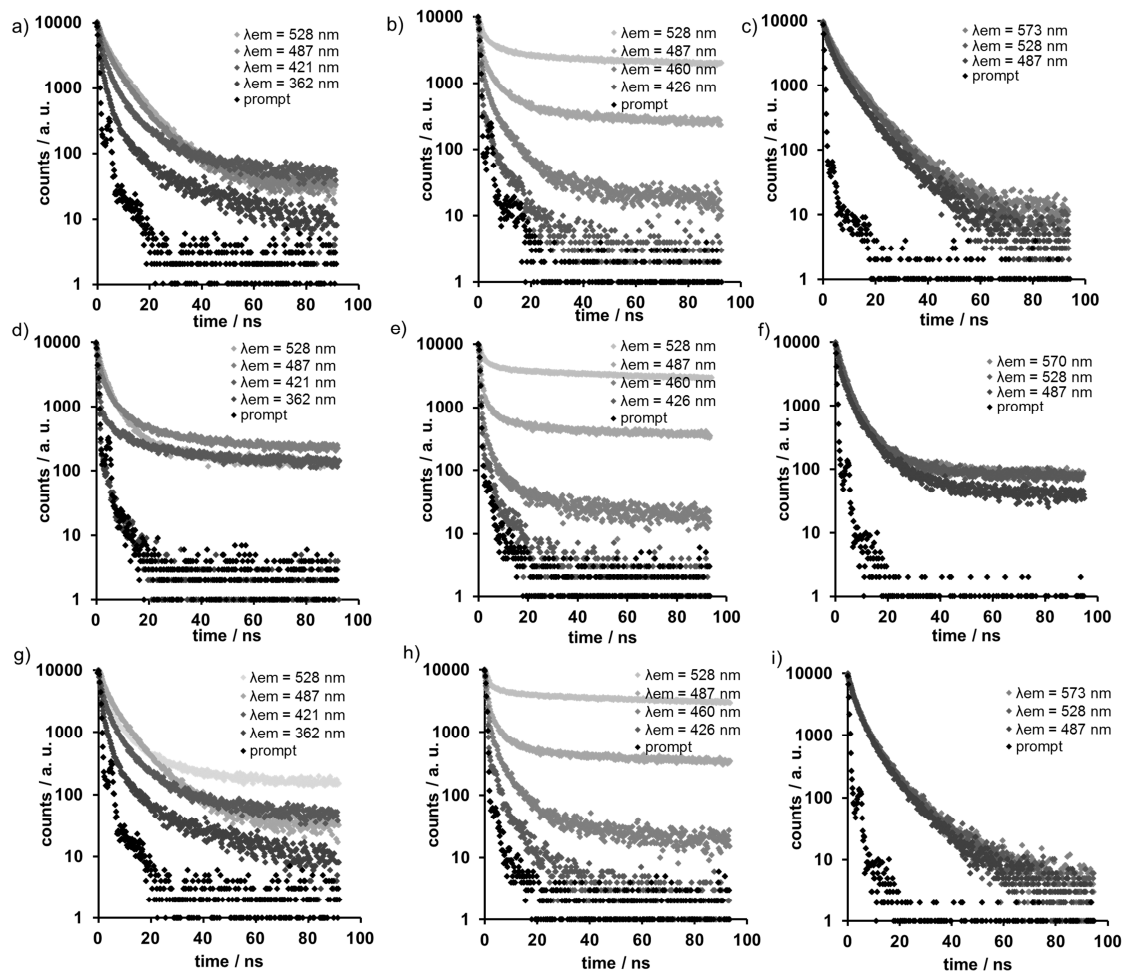 a)
10000
1000
100
10
1
counts / a. u.
0 20 40 60 80 100
time / ns
λem = 528 nm
λem = 487 nm
λem = 421 nm
λem = 362 nm
prompt
b)
10000
1000
100
10
1
counts / a. u.
0 20 40 60 80 100
time / ns
λem = 528 nm
λem = 487 nm
λem = 460 nm
λem = 426 nm
prompt
c)
10000
1000
100
10
1
counts / a. u.
0 20 40 60 80 100
time / ns
λem = 573 nm
λem = 528 nm
λem = 487 nm
d)
10000
1000
100
10
1
counts / a. u.
0 20 40 60 80 100
time / ns
λem = 528 nm
λem = 487 nm
λem = 421 nm
λem = 362 nm
prompt
e)
10000
1000
100
10
1
counts / a. u.
0 20 40 60 80 100
time / ns
λem = 528 nm
λem = 487 nm
λem = 460 nm
λem = 426 nm
prompt
f)
10000
1000
100
10
1
counts / a. u.
0 20 40 60 80 100
time / ns
λem = 570 nm
λem = 528 nm
λem = 487 nm
prompt
g)
10000
1000
100
10
1
counts / a. u.
0 20 40 60 80 100
time / ns
λem = 528 nm
λem = 487 nm
λem = 421 nm
λem = 362 nm
prompt
h)
10000
1000
100
10
1
counts / a. u.
0 20 40 60 80 100
time / ns
λem = 528 nm
λem = 487 nm
λem = 460 nm
λem = 426 nm
prompt
i)
10000
1000
100
10
1
counts / a. u.
0 20 40 60 80 100
time / ns
λem = 573 nm
λem = 528 nm
λem = 487 nm
prompt